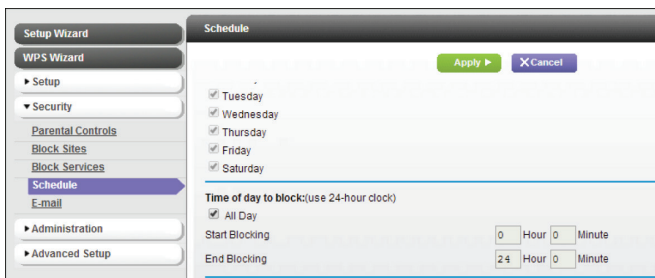 Setup Wizard
WPS Wizard
Setup
Security
Parental Controls
Block Sites
Block Services
Schedule
E-mail
Administration
Advanced Setup
Schedule
Apply
X Cancel
Tuesday
Wednesday
Thursday
Friday
Saturday
Time of day to block:(use 24-hour clock)
All Day
Start Blocking 0 Hour 0 Minute
End Blocking 24 Hour 0 Minute